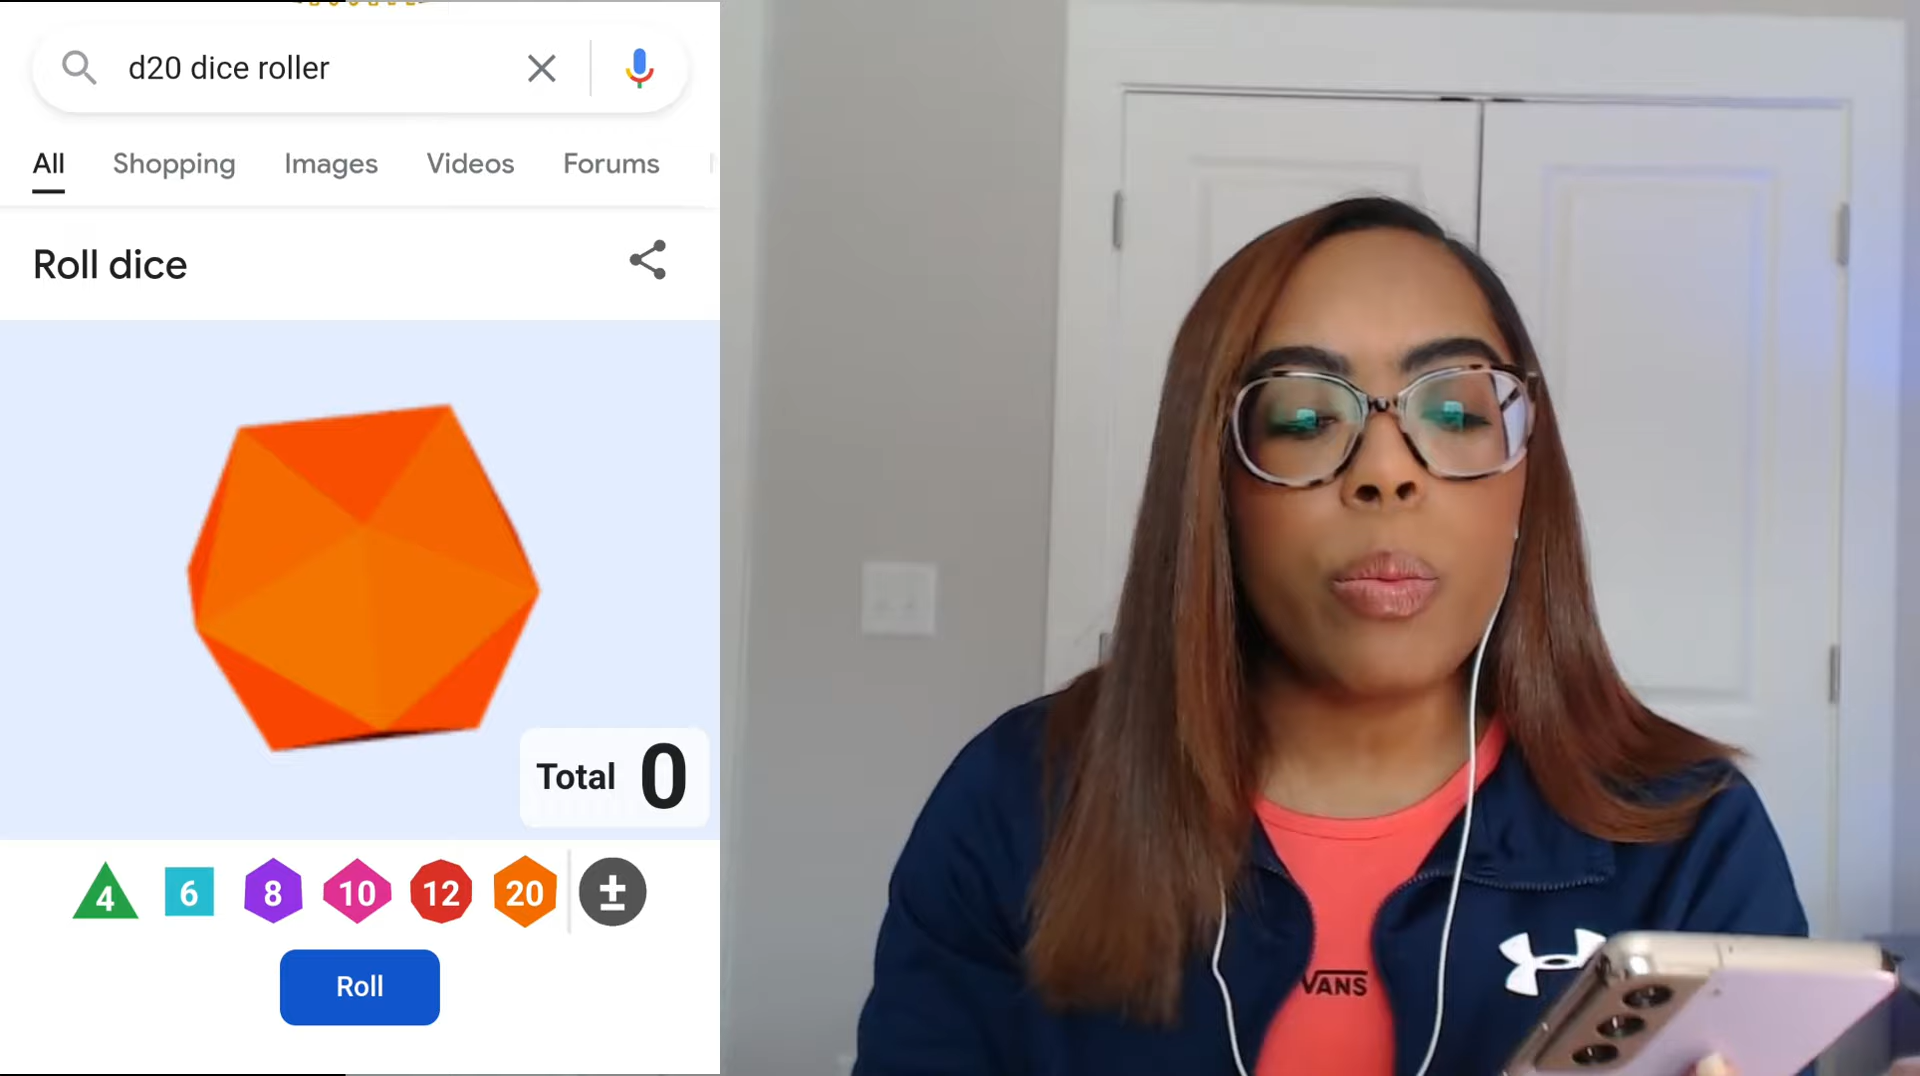 d20 dice roller
All Shopping Images Videos Forums
Roll dice
Total 0
4 6 8 10 12 20 ±
Roll
VANS